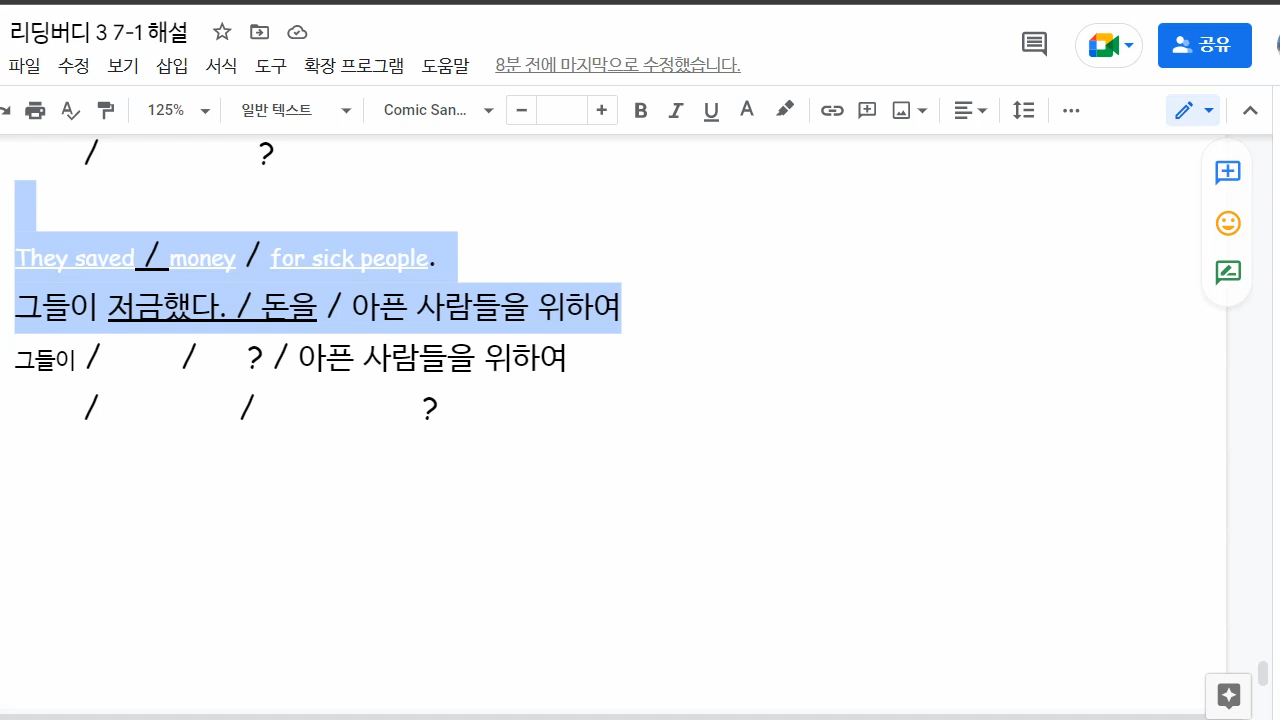 리딩버디 3 7-1 해설
공유
파일 수정 보기 삽입 서식 도구 확장 프로그램 도움말 8분 전에 마지막으로 수정했습니다.
125% 일반 텍스트 Comic San... − + B I U A
/ ?
They saved / money / for sick people.
그들이 저금했다. / 돈을 / 아픈 사람들을 위하여
그들이 / / ? / 아픈 사람들을 위하여
/ / ?